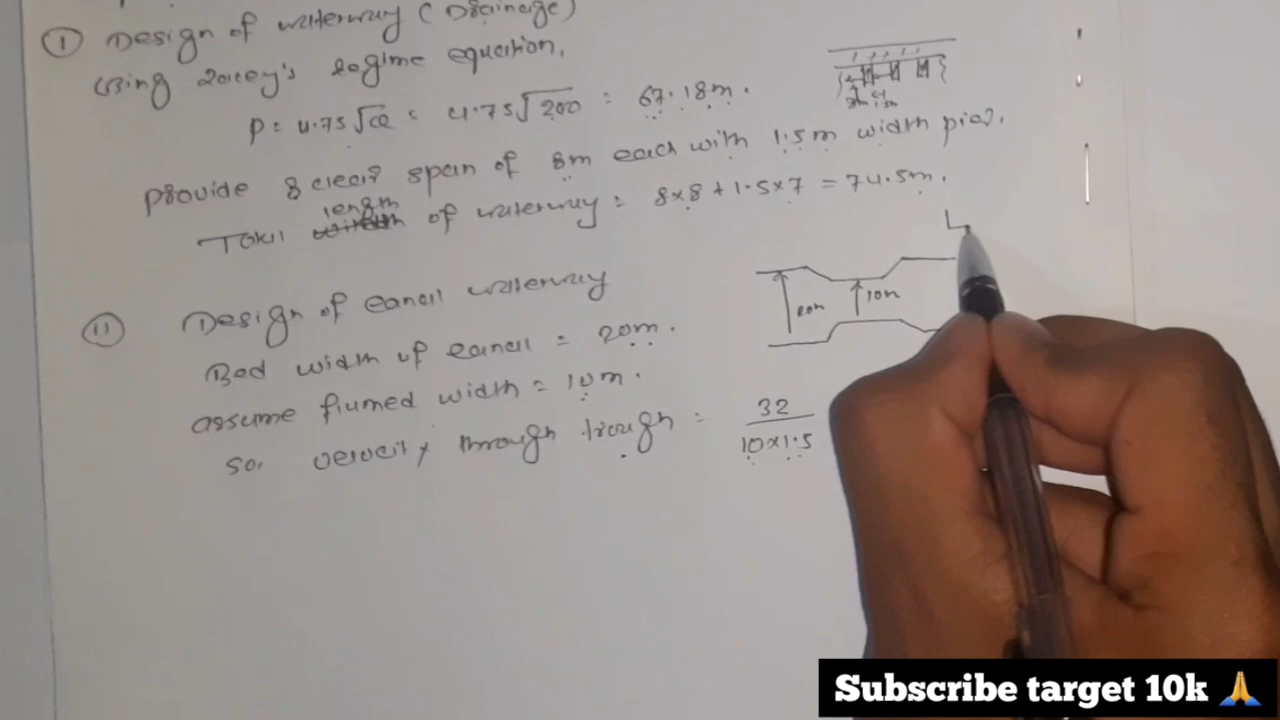 ① Design of waterway (Drainage)
Using Lacey's regime equation,
P = 4.75√Q = 4.75√200 = 67.18m.
Provide 8 clear span of 8m each with 1.5m width pier.
length
Total of waterway = 8×8 + 1.5×7 = 74.5m.
L
(ii) Design of canal waterway
20m
10m
Bed width of canal = 20m.
assume flumed width = 10m.
so, velocity through trough = 32 / 10×1.5
Subscribe target 10k 🙏